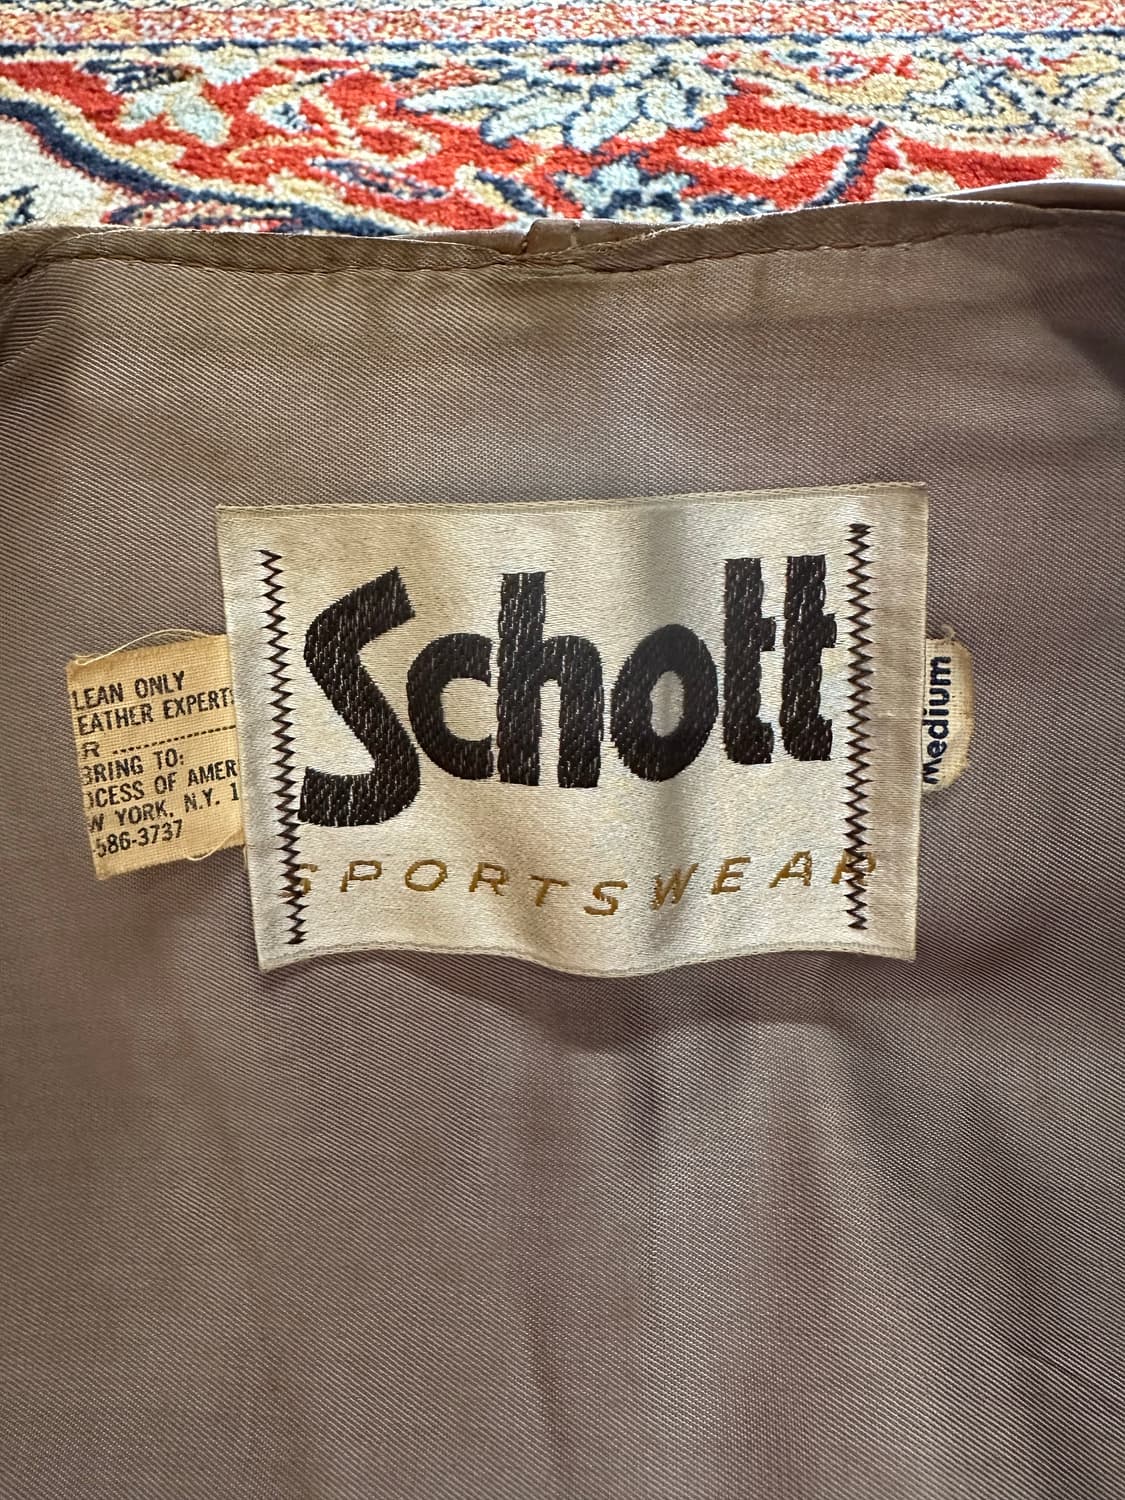 Schott
SPORTSWEAR
LEAN ONLY
EATHER EXPERTS
R
BRING TO:
OCESS OF AMER
W YORK, N.Y. 1
-586-3737
Medium